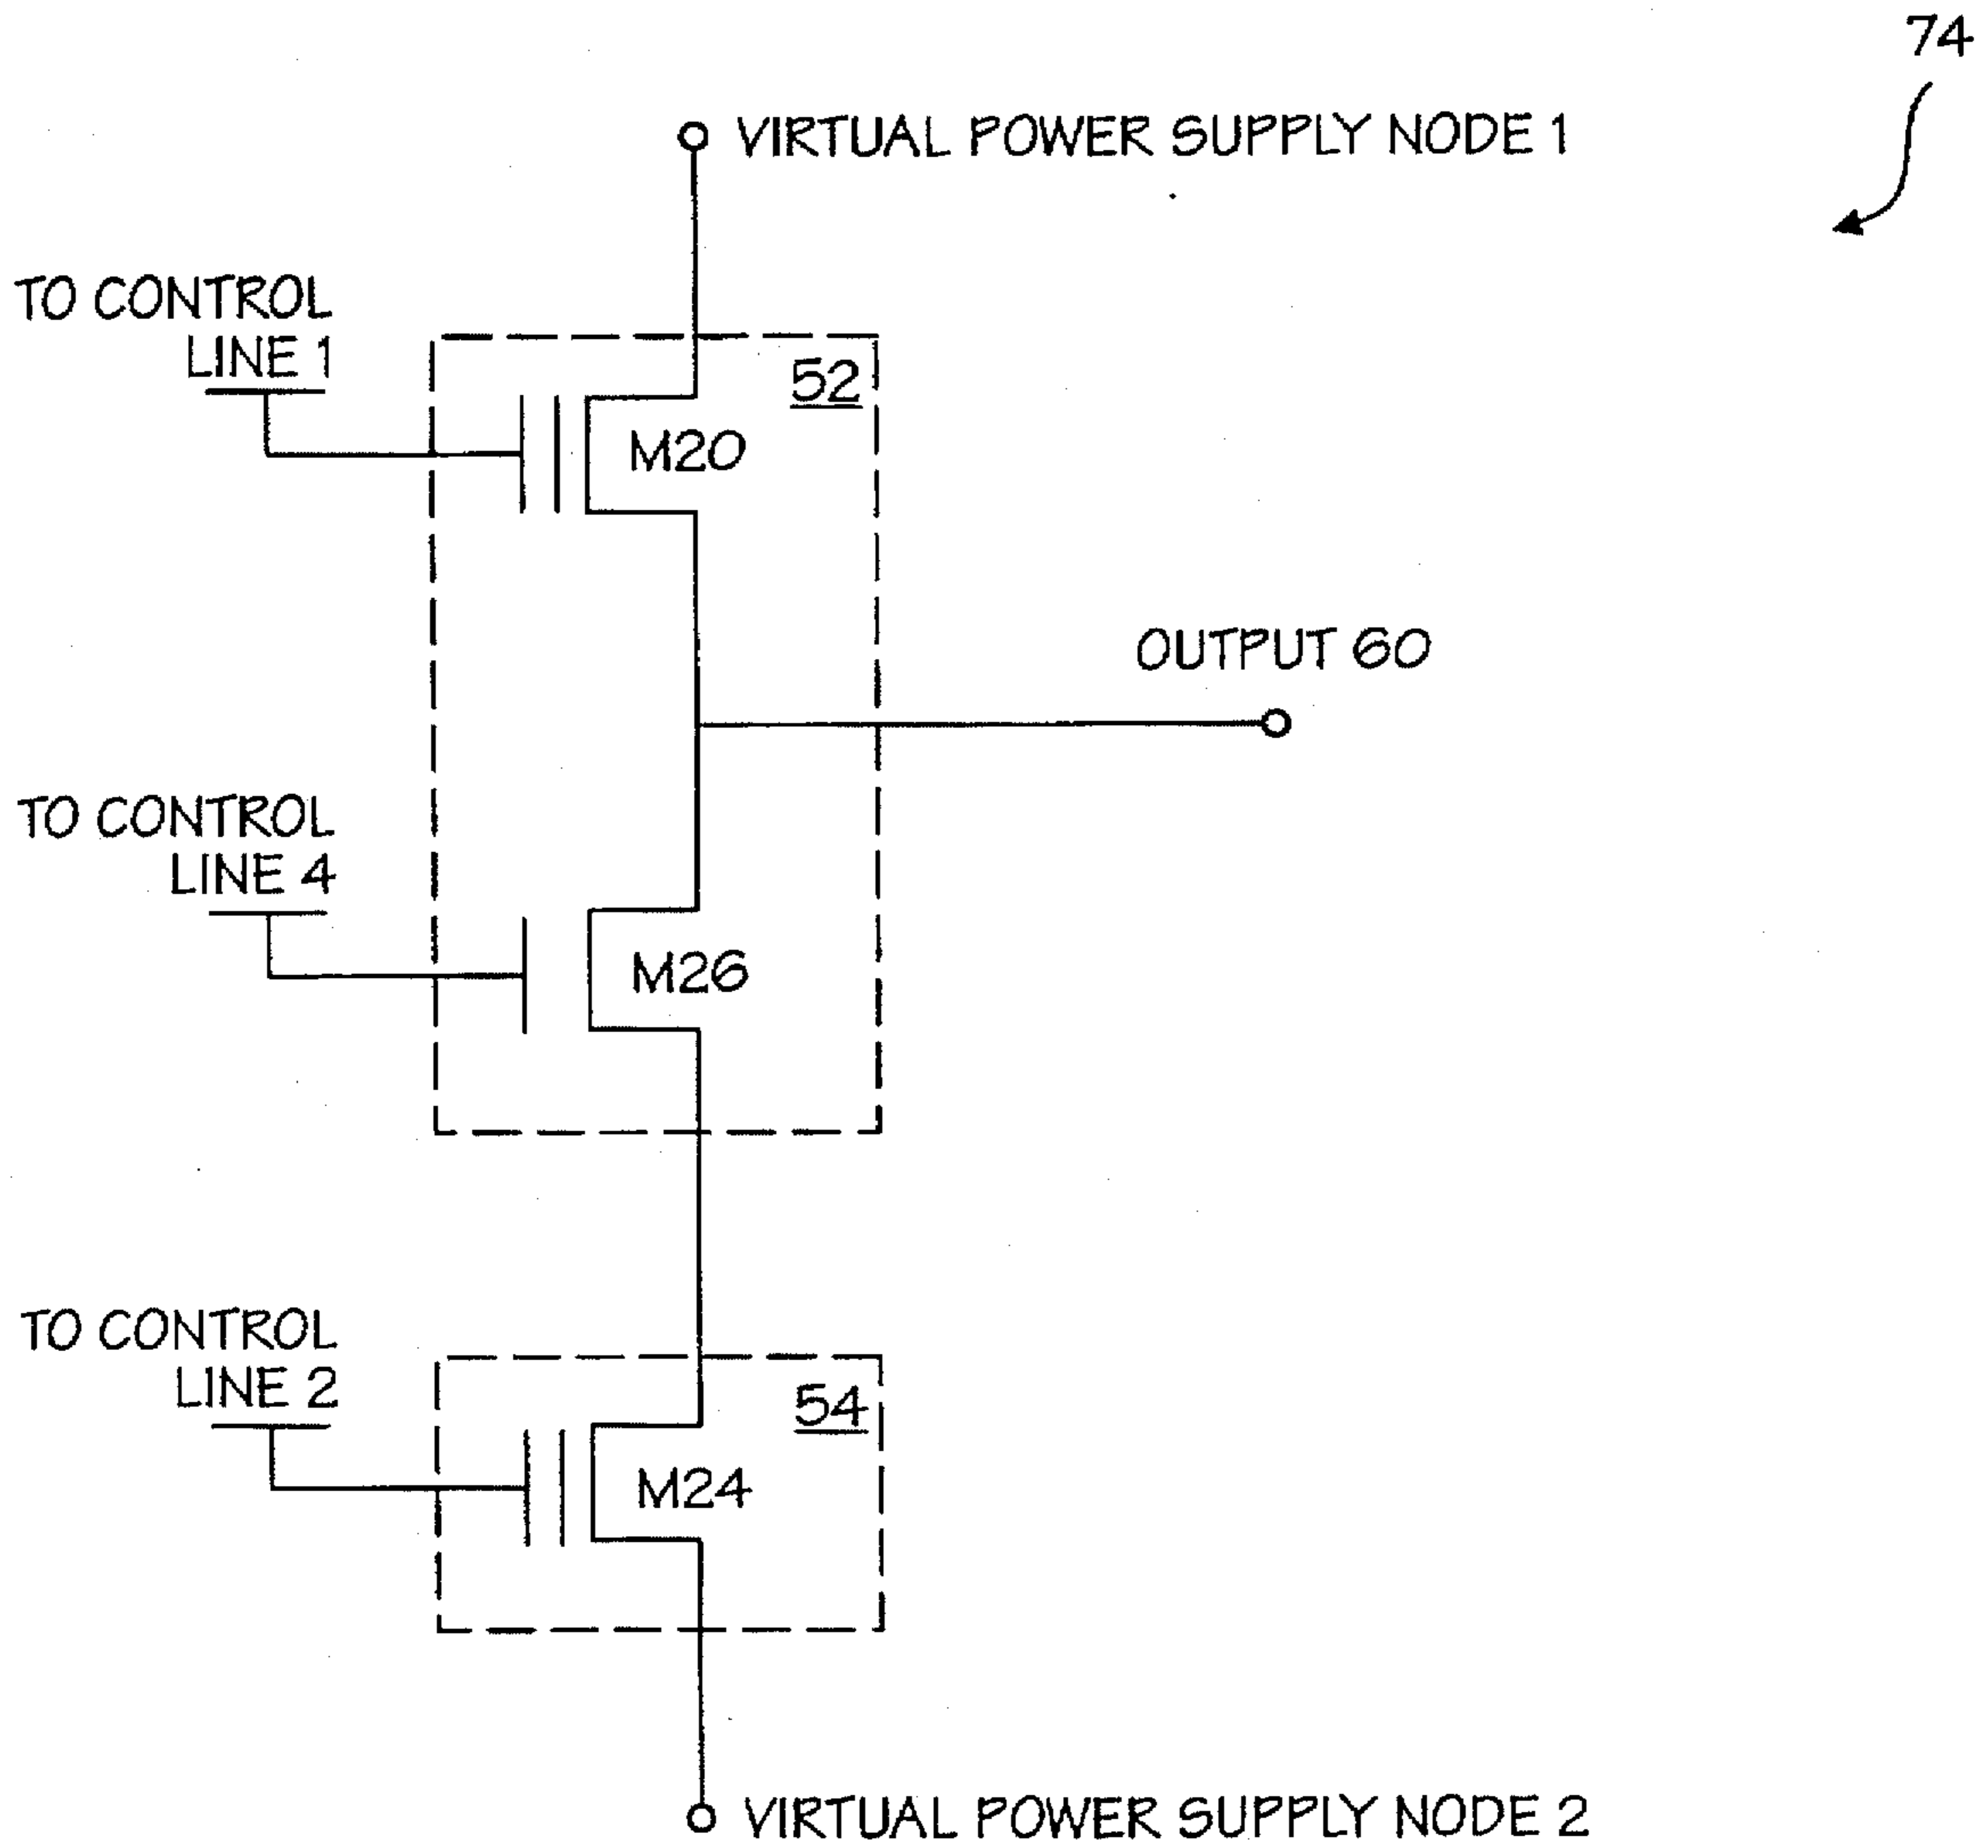 74
VIRTUAL POWER SUPPLY NODE 1
TO CONTROL
LINE 1
52
M20
OUTPUT 60
TO CONTROL
LINE 4
M26
TO CONTROL
LINE 2
54
M24
VIRTUAL POWER SUPPLY NODE 2